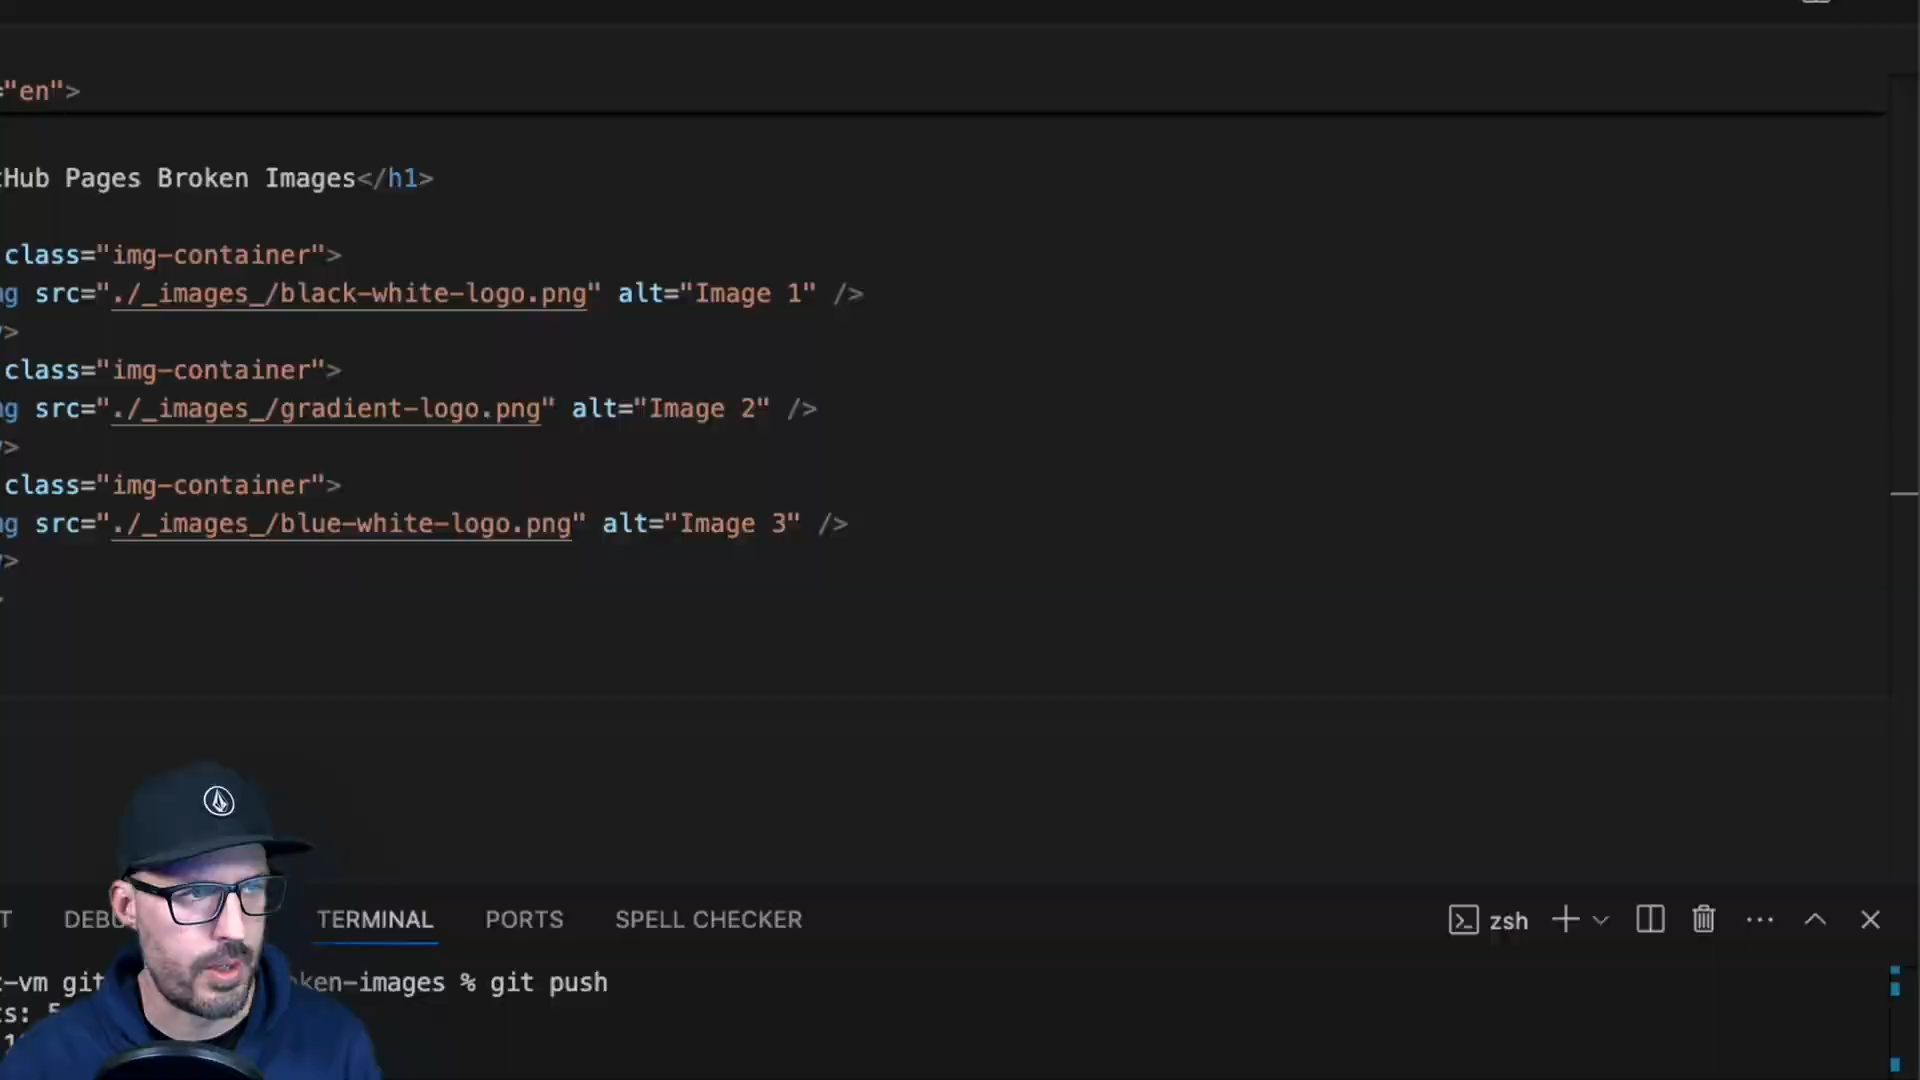 ="en">
Hub Pages Broken Images</h1>
class="img-container">
src="./_images_/black-white-logo.png" alt="Image 1" />
>
class="img-container">
src="./_images_/gradient-logo.png" alt="Image 2" />
>
class="img-container">
src="./_images_/blue-white-logo.png" alt="Image 3" />
>
TERMINAL PORTS SPELL CHECKER zsh
-vm git ken-images % git push